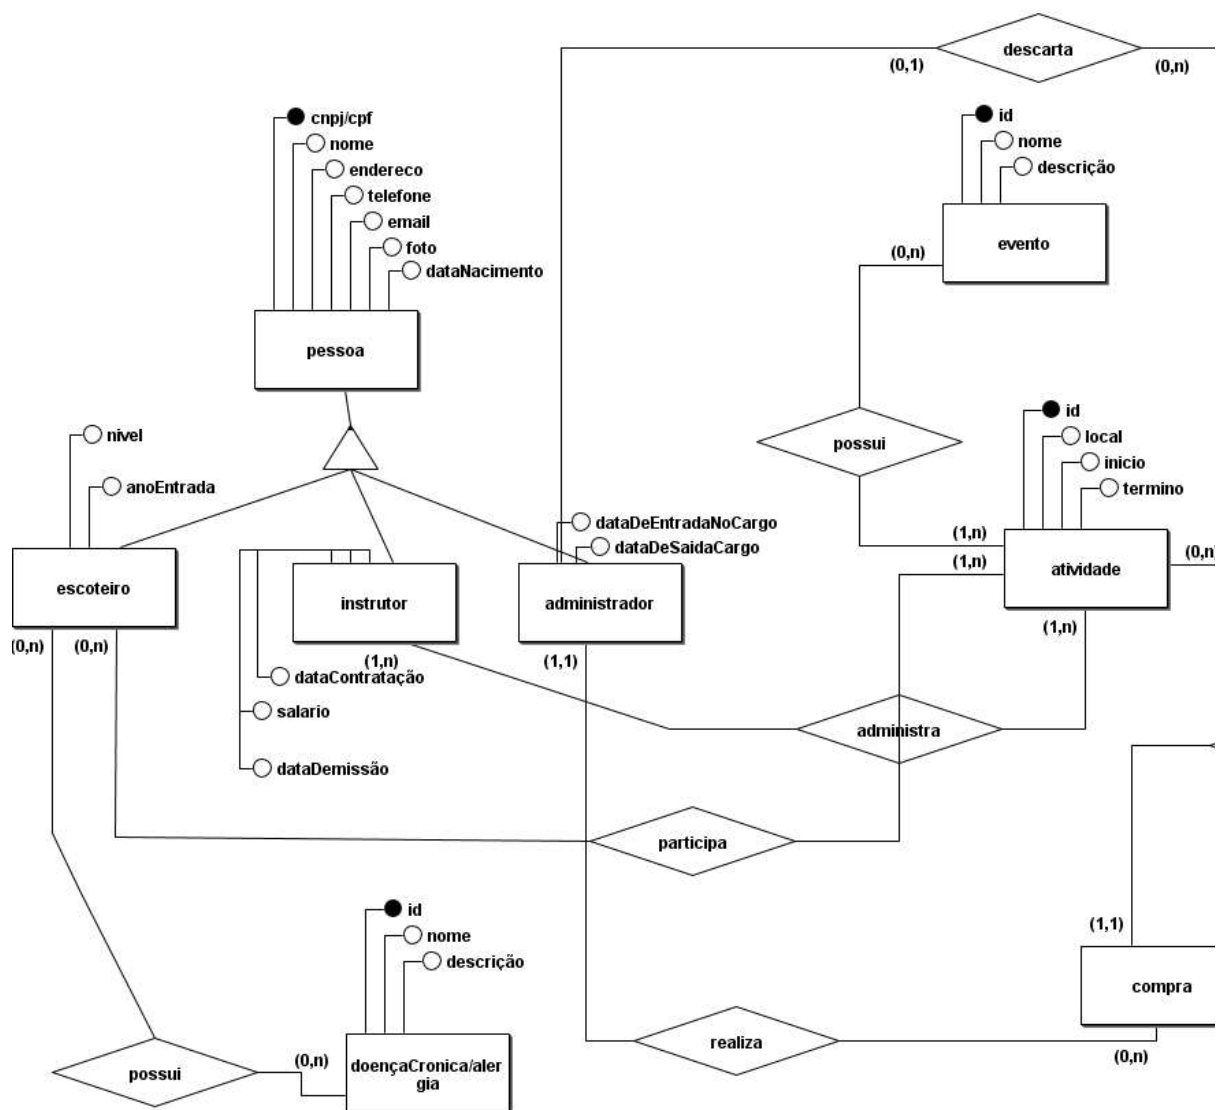 descarta
(0,1)
(0,n)
cnpj/cpf
nome
endereco
telefone
email
foto
dataNacimento
pessoa
id
nome
descrição
evento
(0,n)
possui
nivel
anoEntrada
id
local
inicio
termino
dataDeEntradaNoCargo
dataDeSaidaCargo
(1,n)
(1,n)
(0,n)
atividade
escoteiro
instrutor
administrador
(0,n)
(0,n)
(1,n)
(1,1)
(1,n)
dataContratação
salario
dataDemissão
administra
participa
id
nome
descrição
(1,1)
compra
doençaCronica/aler
gia
possui
(0,n)
realiza
(0,n)